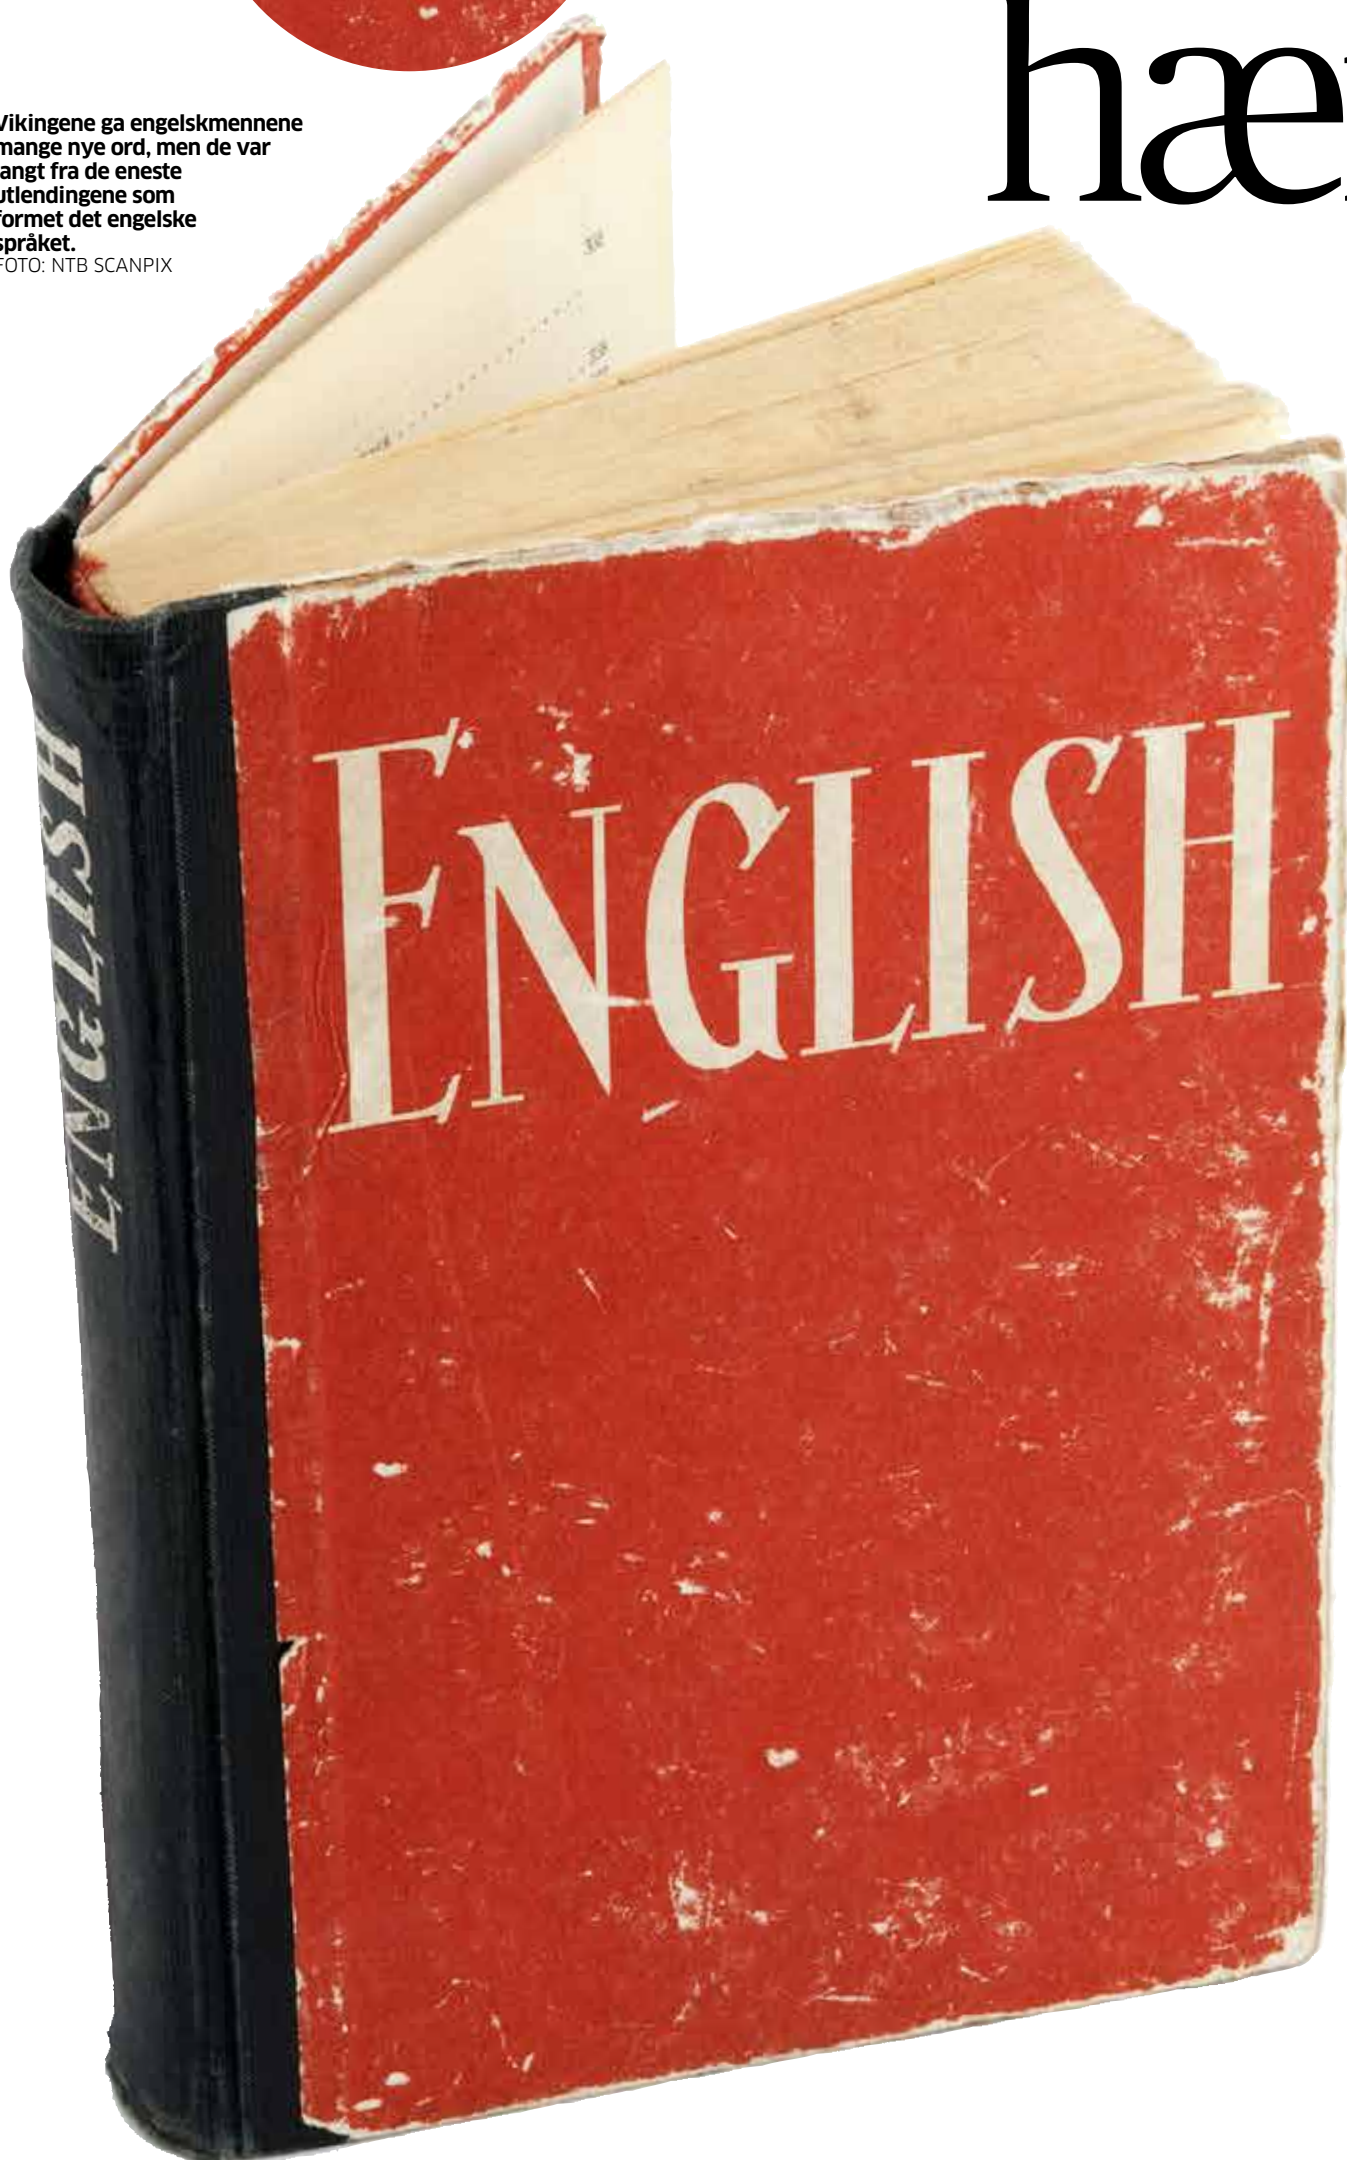 hæ
Vikingene ga engelskmennene
mange nye ord, men de var
langt fra de eneste
utlendingene som
formet det engelske
språket.
FOTO: NTB SCANPIX
32
ENGLISH
ENGLISH